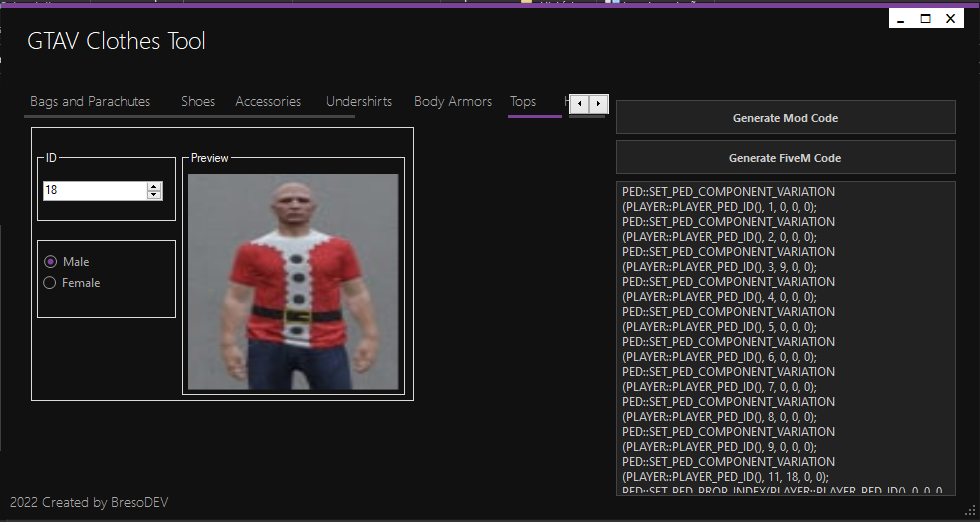 GTAV Clothes Tool
Bags and Parachutes Shoes Accessories Undershirts Body Armors Tops
ID
18
Male
Female
Preview
Generate Mod Code
Generate FiveM Code
PED::SET_PED_COMPONENT_VARIATION
(PLAYER::PLAYER_PED_ID(), 1, 0, 0, 0);
PED::SET_PED_COMPONENT_VARIATION
(PLAYER::PLAYER_PED_ID(), 2, 0, 0, 0);
PED::SET_PED_COMPONENT_VARIATION
(PLAYER::PLAYER_PED_ID(), 3, 9, 0, 0);
PED::SET_PED_COMPONENT_VARIATION
(PLAYER::PLAYER_PED_ID(), 4, 0, 0, 0);
PED::SET_PED_COMPONENT_VARIATION
(PLAYER::PLAYER_PED_ID(), 5, 0, 0, 0);
PED::SET_PED_COMPONENT_VARIATION
(PLAYER::PLAYER_PED_ID(), 6, 0, 0, 0);
PED::SET_PED_COMPONENT_VARIATION
(PLAYER::PLAYER_PED_ID(), 7, 0, 0, 0);
PED::SET_PED_COMPONENT_VARIATION
(PLAYER::PLAYER_PED_ID(), 8, 0, 0, 0);
PED::SET_PED_COMPONENT_VARIATION
(PLAYER::PLAYER_PED_ID(), 9, 0, 0, 0);
PED::SET_PED_COMPONENT_VARIATION
(PLAYER::PLAYER_PED_ID(), 11, 18, 0, 0);
PED::SET_PED_PROP_INDEX(PLAYER::PLAYER_PED_ID(), 0, 0, 0,
2022 Created by BresoDEV